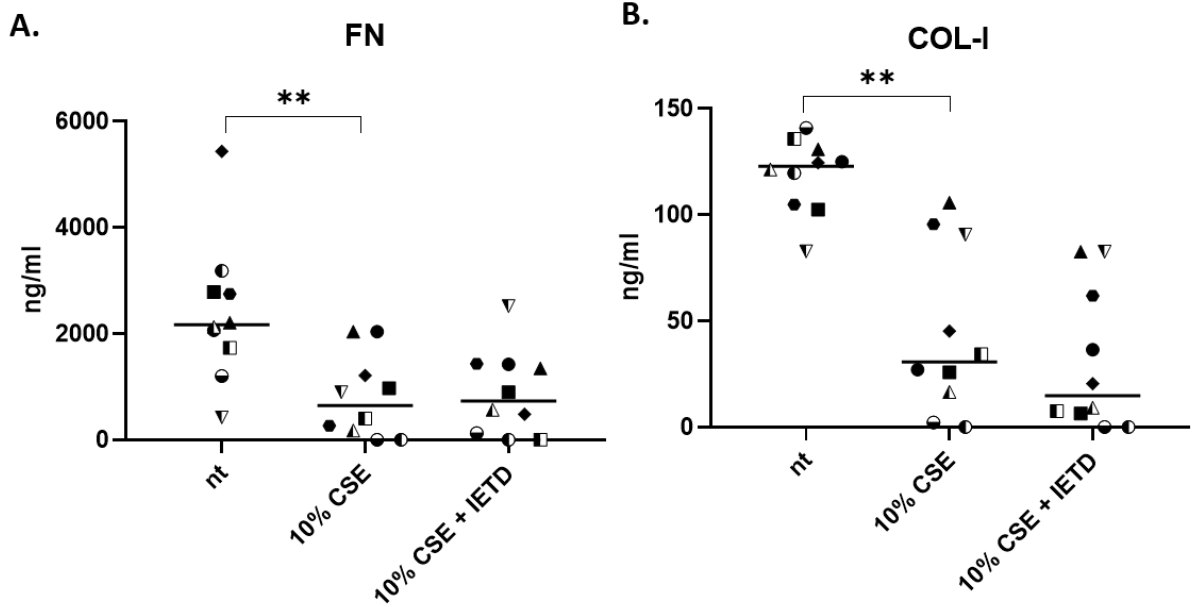 A.
FN
**
6000
4000
2000
0
ng/ml
nt
10% CSE
10% CSE + IETD
B.
COL-I
**
150
100
50
0
ng/ml
nt
10% CSE
10% CSE + IETD